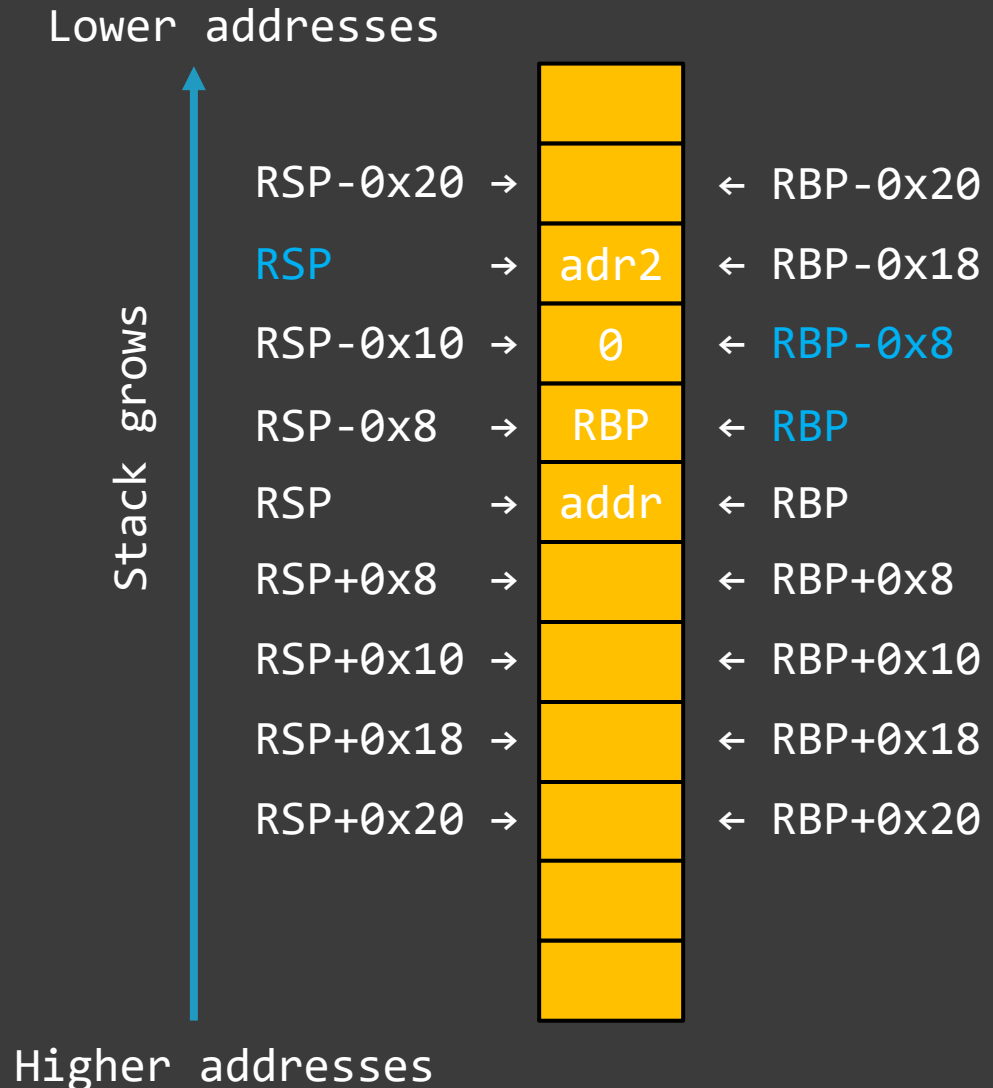 Lower addresses
Stack grows
RSP-0x20 → ← RBP-0x20
RSP → adr2 ← RBP-0x18
RSP-0x10 → 0 ← RBP-0x8
RSP-0x8 → RBP ← RBP
RSP → addr ← RBP
RSP+0x8 → ← RBP+0x8
RSP+0x10 → ← RBP+0x10
RSP+0x18 → ← RBP+0x18
RSP+0x20 → ← RBP+0x20
Higher addresses